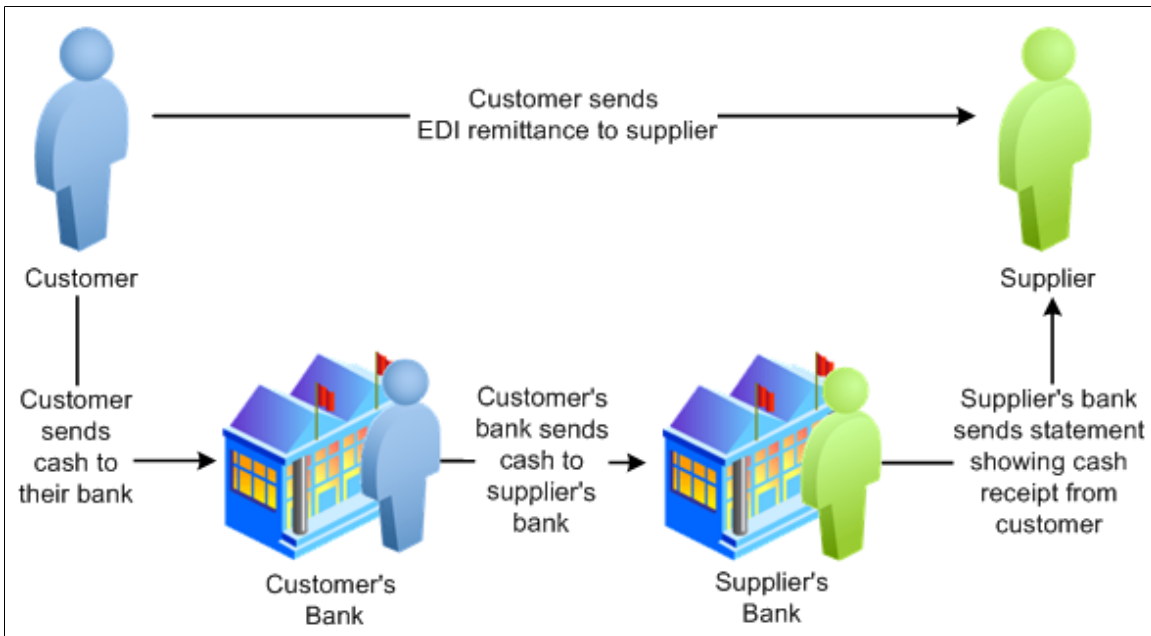 Customer sends
EDI remittance to supplier
Customer
Supplier
Customer
sends
cash to
their bank
Customer's
bank sends
cash to
supplier's
bank
Supplier's bank
sends statement
showing cash
receipt from
customer
Customer's
Bank
Supplier's
Bank